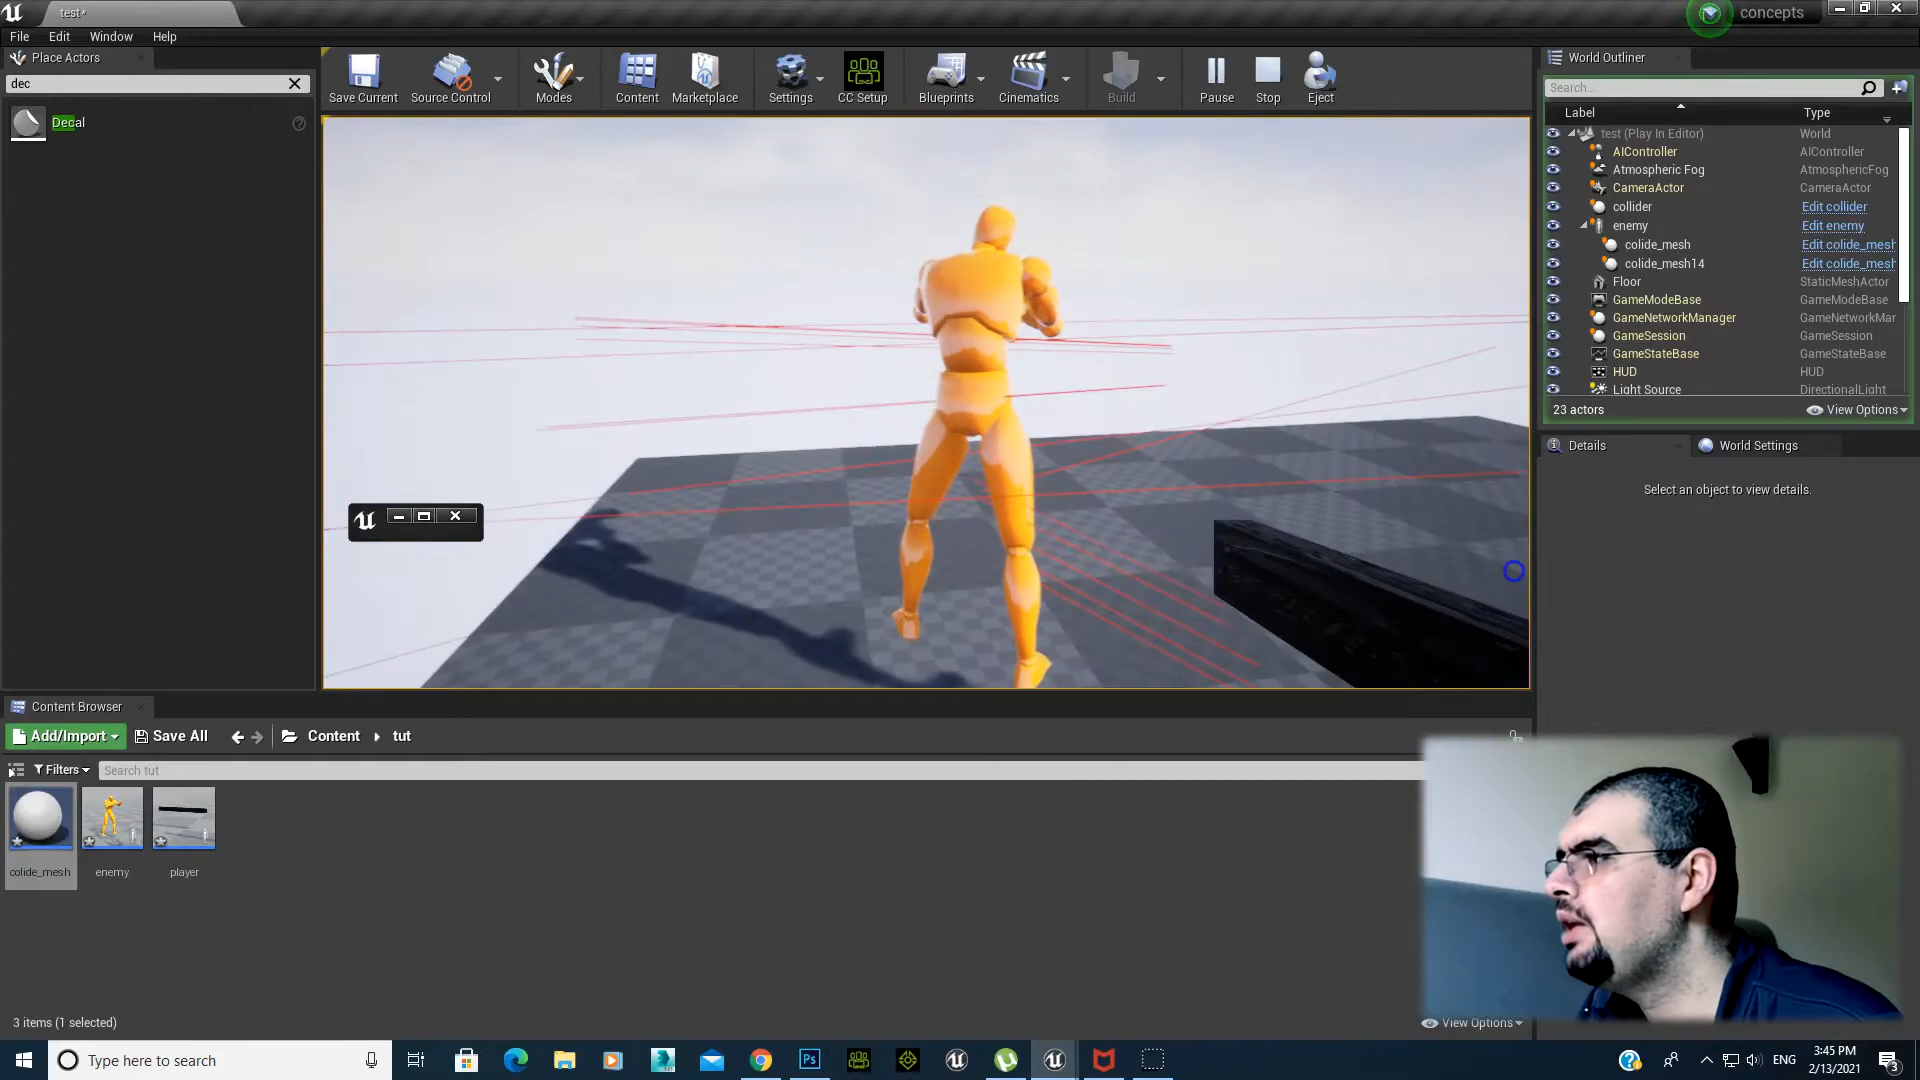 test*
concepts
File Edit Window Help
Place Actors
dec
Decal
Save Current
Source Control
Modes
Content
Marketplace
Settings
CC Setup
Blueprints
Cinematics
Build
Pause
Stop
Eject
World Outliner
Search...
Label Type
test (Play In Editor) World
AIController AIController
Atmospheric Fog AtmosphericFog
CameraActor CameraActor
collider Edit collider
enemy Edit enemy
colide_mesh Edit colide_mesh
colide_mesh14 Edit colide_mesh
Floor StaticMeshActor
GameModeBase GameModeBase
GameNetworkManager GameNetworkMar
GameSession GameSession
GameStateBase GameStateBase
HUD HUD
Light Source DirectionalLight
23 actors View Options
Details World Settings
Select an object to view details.
Content Browser
Add/Import Save All Content tut
Filters Search tut
colide_mesh enemy player
3 items (1 selected) View Options
Type here to search
Ps
ENG
3:45 PM
2/13/2021
3